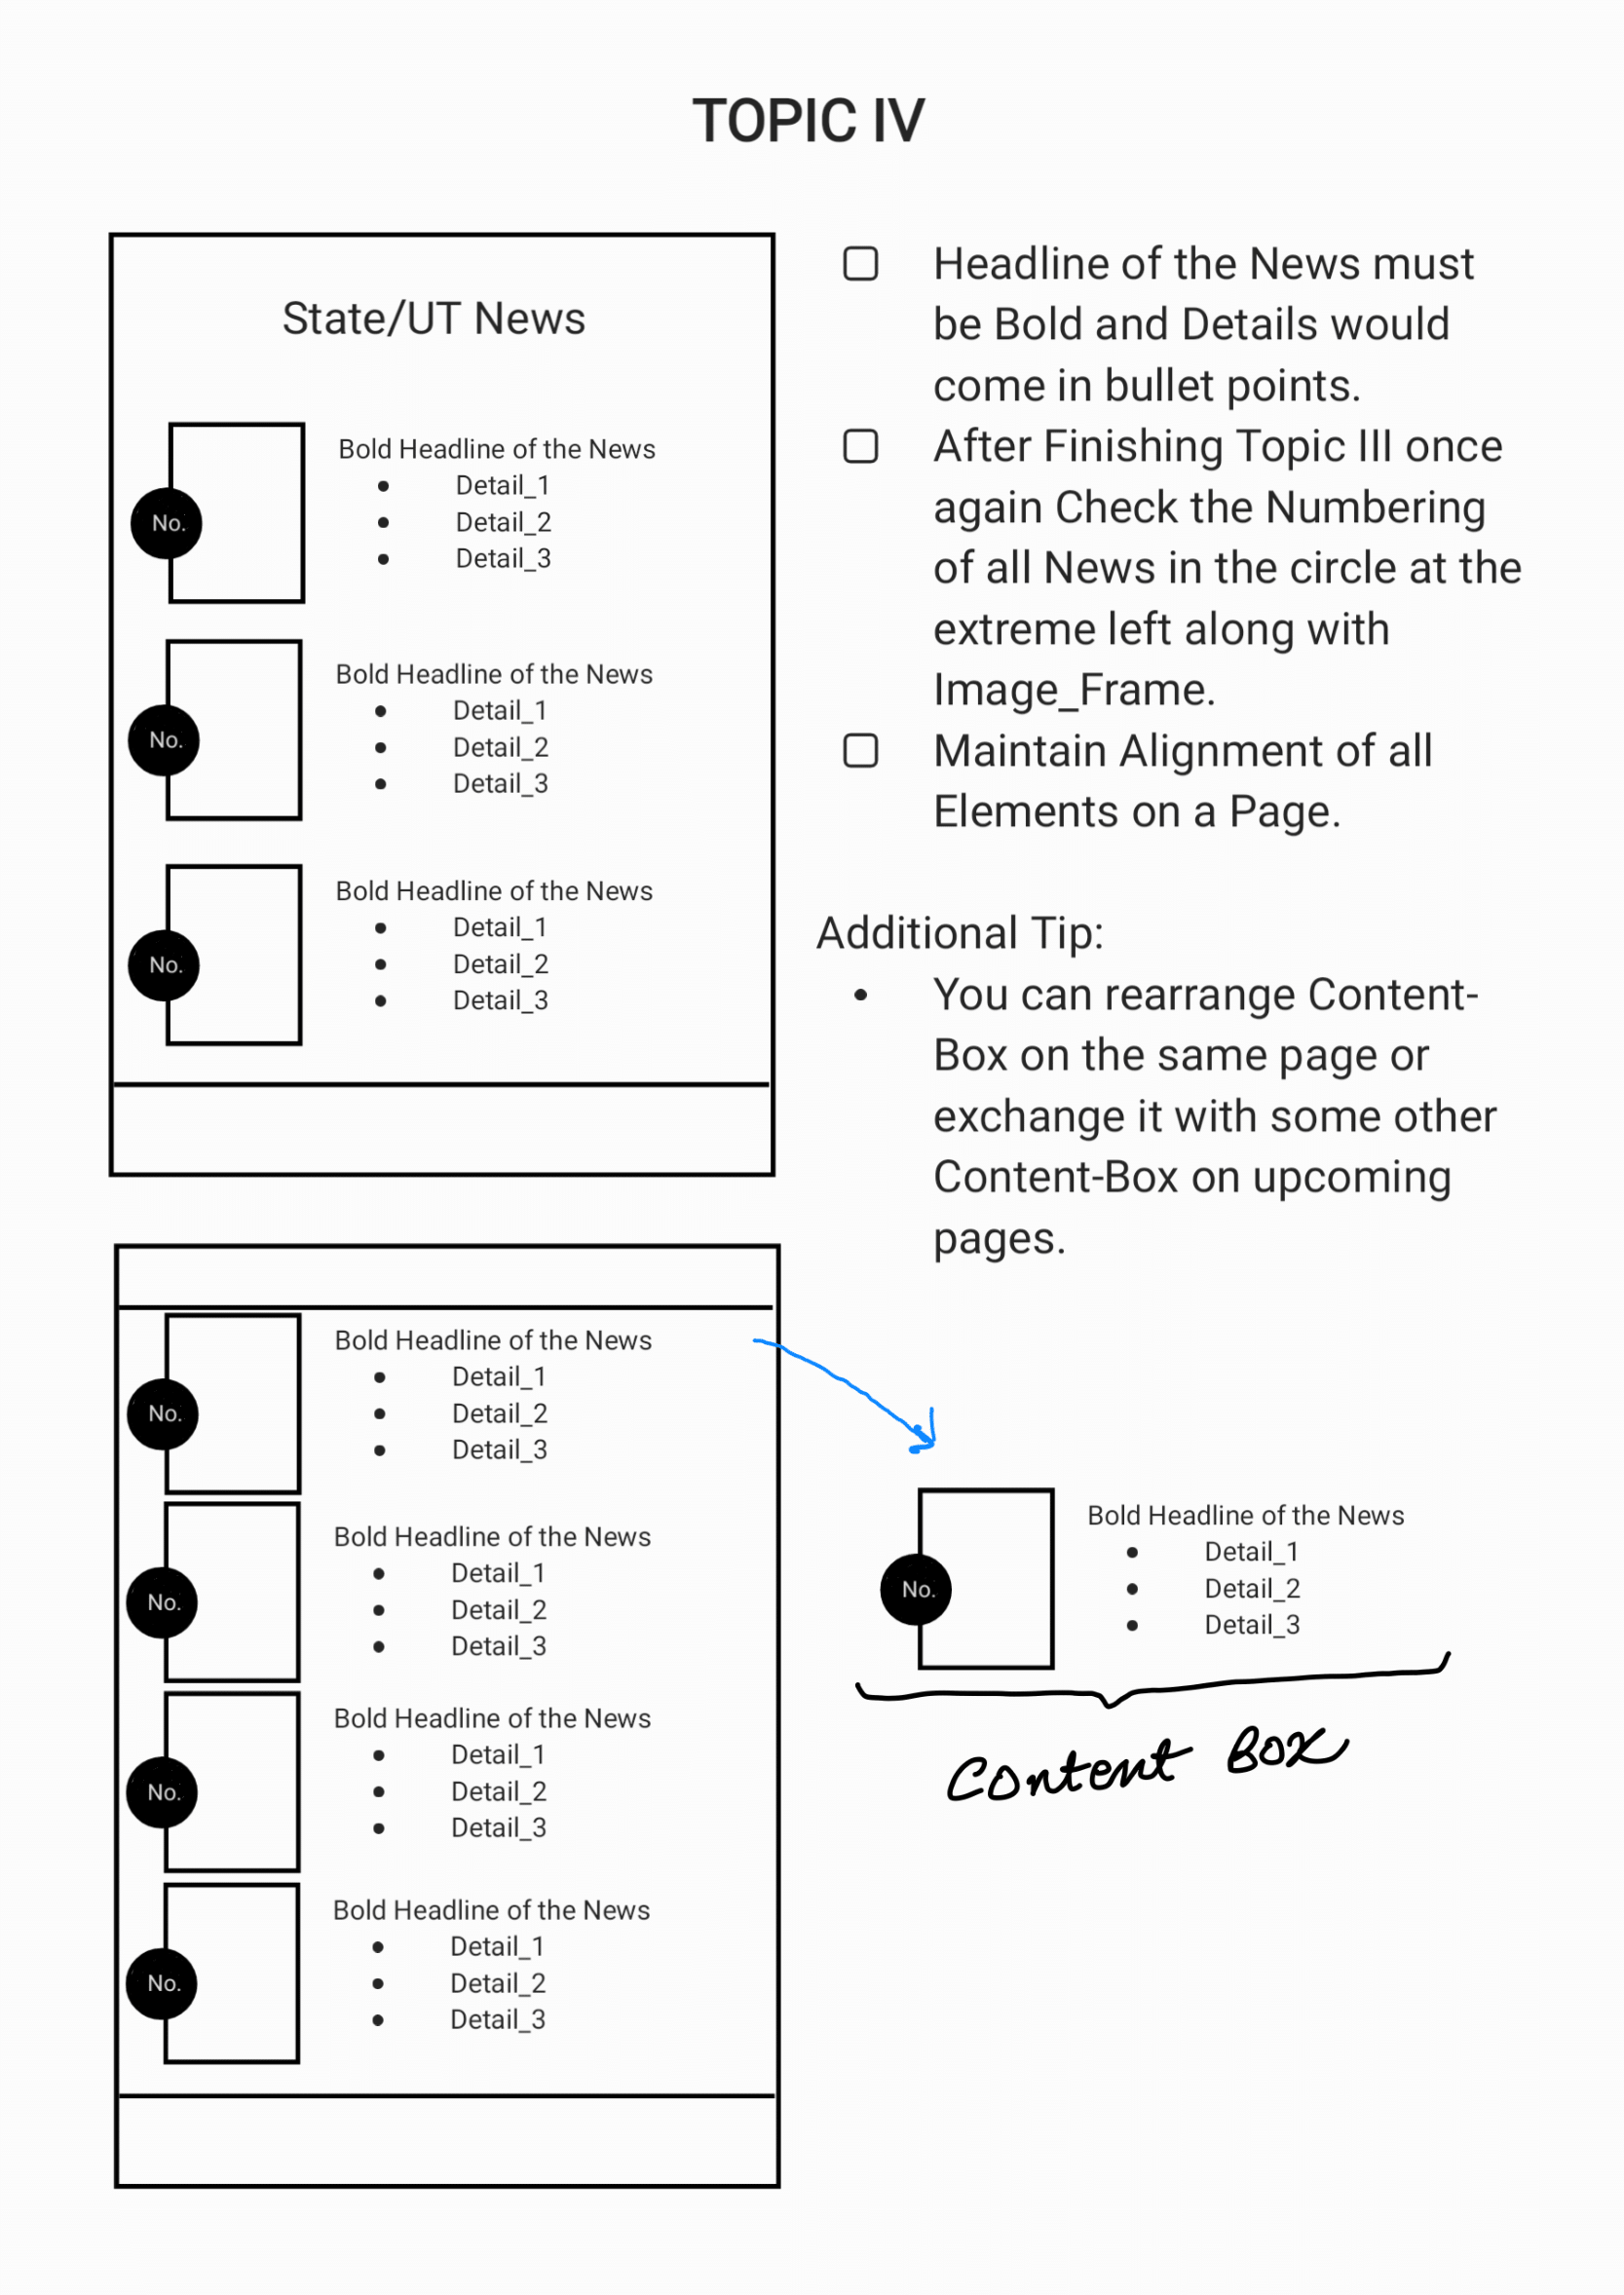 TOPIC IV
State/UT News
No.
Bold Headline of the News
• Detail_1
• Detail_2
• Detail_3
No.
Bold Headline of the News
• Detail_1
• Detail_2
• Detail_3
No.
Bold Headline of the News
• Detail_1
• Detail_2
• Detail_3
Headline of the News must
be Bold and Details would
come in bullet points.
After Finishing Topic III once
again Check the Numbering
of all News in the circle at the
extreme left along with
Image_Frame.
Maintain Alignment of all
Elements on a Page.
Additional Tip:
• You can rearrange Content-
Box on the same page or
exchange it with some other
Content-Box on upcoming
pages.
No.
Bold Headline of the News
• Detail_1
• Detail_2
• Detail_3
No.
Bold Headline of the News
• Detail_1
• Detail_2
• Detail_3
No.
Bold Headline of the News
• Detail_1
• Detail_2
• Detail_3
No.
Bold Headline of the News
• Detail_1
• Detail_2
• Detail_3
No.
Bold Headline of the News
• Detail_1
• Detail_2
• Detail_3
Content Box